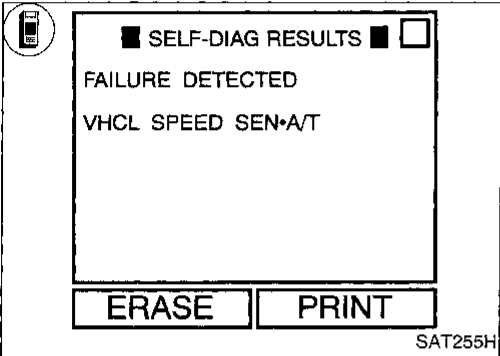 ■ SELF-DIAG RESULTS ■
FAILURE DETECTED
VHCL SPEED SEN•A/T
ERASE PRINT
SAT255H